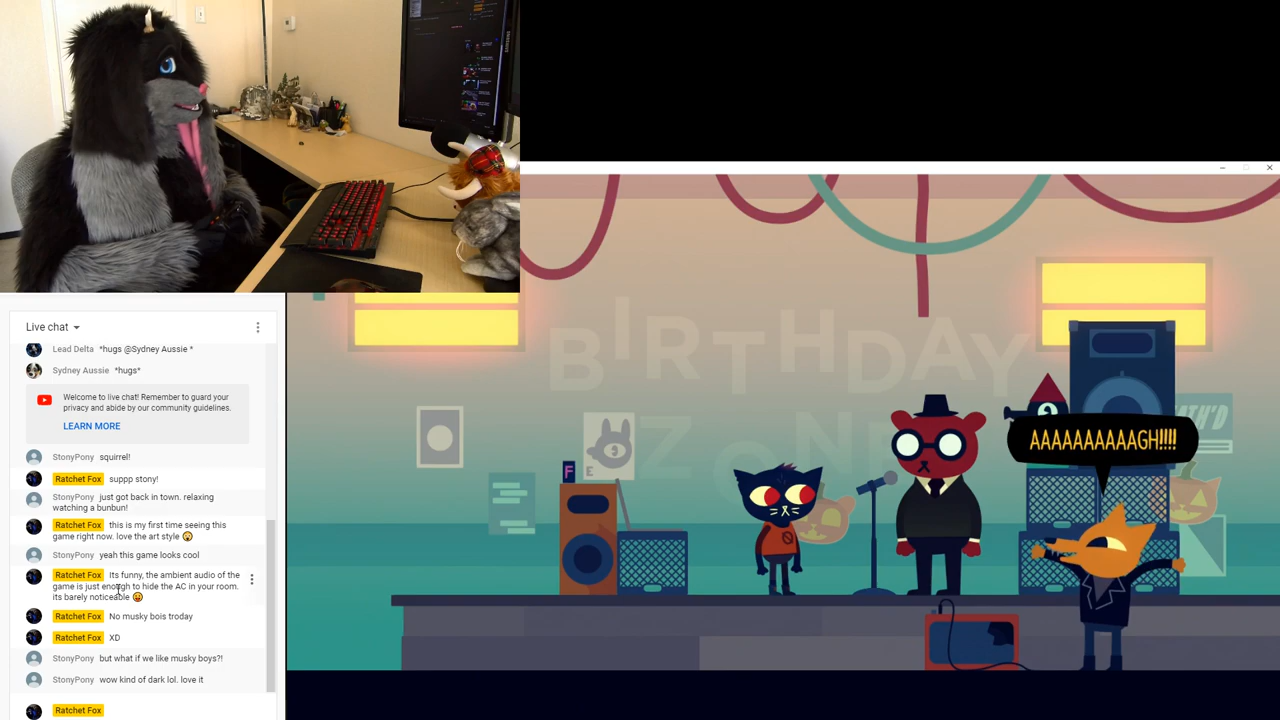 SAMSUNG
Live chat
Lead Delta *hugs @Sydney Aussie *
Sydney Aussie *hugs*
Welcome to live chat! Remember to guard your
privacy and abide by our community guidelines.
LEARN MORE
StonyPony squirrel!
Ratchet Fox suppp stony!
StonyPony just got back in town. relaxing
watching a bunbun!
Ratchet Fox this is my first time seeing this
game right now. love the art style
StonyPony yeah this game looks cool
Ratchet Fox Its funny, the ambient audio of the
game is just enough to hide the AC in your room.
its barely noticeable
Ratchet Fox No musky bois troday
Ratchet Fox XD
StonyPony but what if we like musky boys?!
StonyPony wow kind of dark lol. love it
Ratchet Fox
BIRTHDAY
ZON
F E
AAAAAAAAAAGH!!!!